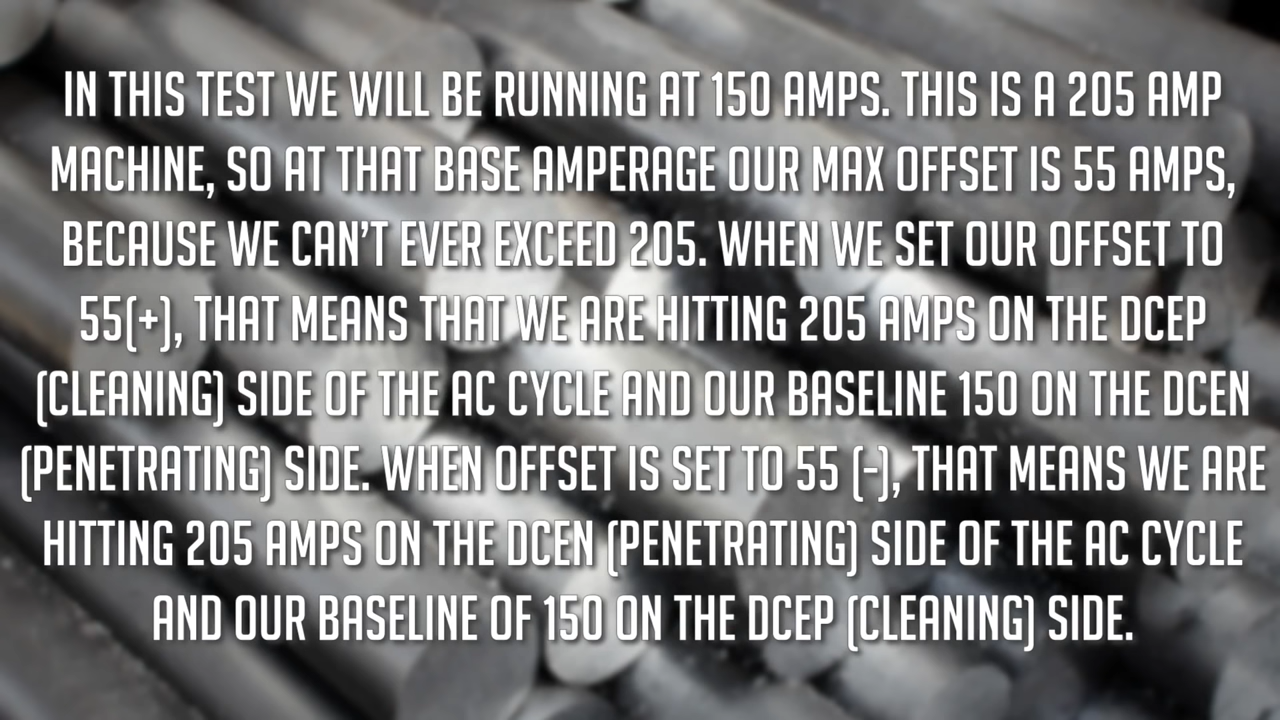 IN THIS TEST WE WILL BE RUNNING AT 150 AMPS. THIS IS A 205 AMP
MACHINE, SO AT THAT BASE AMPERAGE OUR MAX OFFSET IS 55 AMPS,
BECAUSE WE CAN'T EVER EXCEED 205. WHEN WE SET OUR OFFSET TO
55(+), THAT MEANS THAT WE ARE HITTING 205 AMPS ON THE DCEP
(CLEANING) SIDE OF THE AC CYCLE AND OUR BASELINE 150 ON THE DCEN
(PENETRATING) SIDE. WHEN OFFSET IS SET TO 55 (-), THAT MEANS WE ARE
HITTING 205 AMPS ON THE DCEN (PENETRATING) SIDE OF THE AC CYCLE
AND OUR BASELINE OF 150 ON THE DCEP (CLEANING) SIDE.